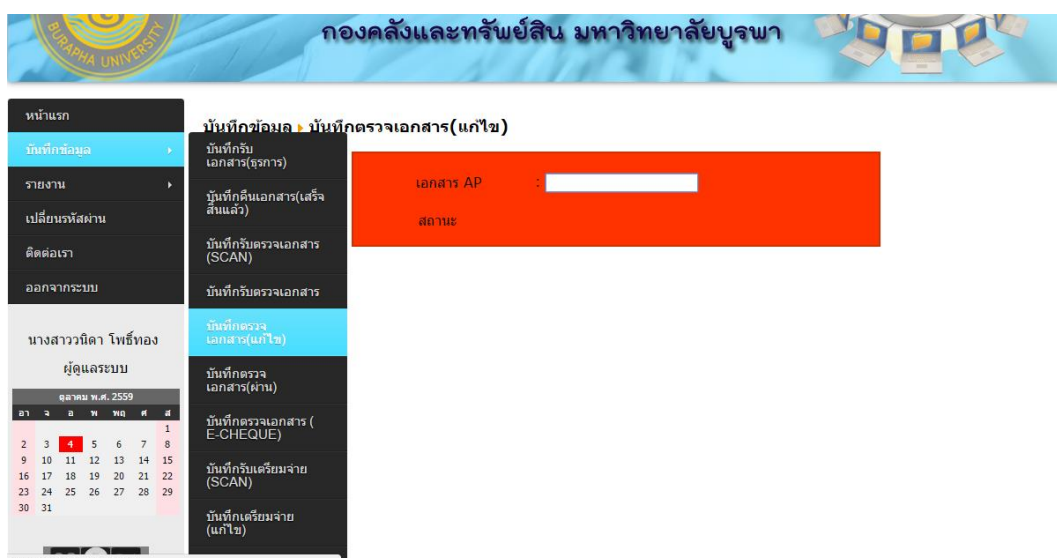 BURAPHA UNIVERSITY
กองคลังและทรัพย์สิน มหาวิทยาลัยบูรพา
หน้าแรก
บันทึกข้อมูล
รายงาน
เปลี่ยนรหัสผ่าน
ติดต่อเรา
ออกจากระบบ
นางสาววนิดา โพธิ์ทอง
ผู้ดูแลระบบ
ตุลาคม พ.ศ. 2559
อา จ อ พ พฤ ศ ส
1
2 3 4 5 6 7 8
9 10 11 12 13 14 15
16 17 18 19 20 21 22
23 24 25 26 27 28 29
30 31
บันทึกข้อมูล บันทึกตรวจเอกสาร(แก้ไข)
บันทึกรับ
เอกสาร(ธุรการ)
บันทึกคืนเอกสาร(เสร็จ
สิ้นแล้ว)
บันทึกรับตรวจเอกสาร
(SCAN)
บันทึกรับตรวจเอกสาร
บันทึกตรวจ
เอกสาร(แก้ไข)
บันทึกตรวจ
เอกสาร(ผ่าน)
บันทึกตรวจเอกสาร (
E-CHEQUE)
บันทึกรับเตรียมจ่าย
(SCAN)
บันทึกเตรียมจ่าย
(แก้ไข)
เอกสาร AP :
สถานะ